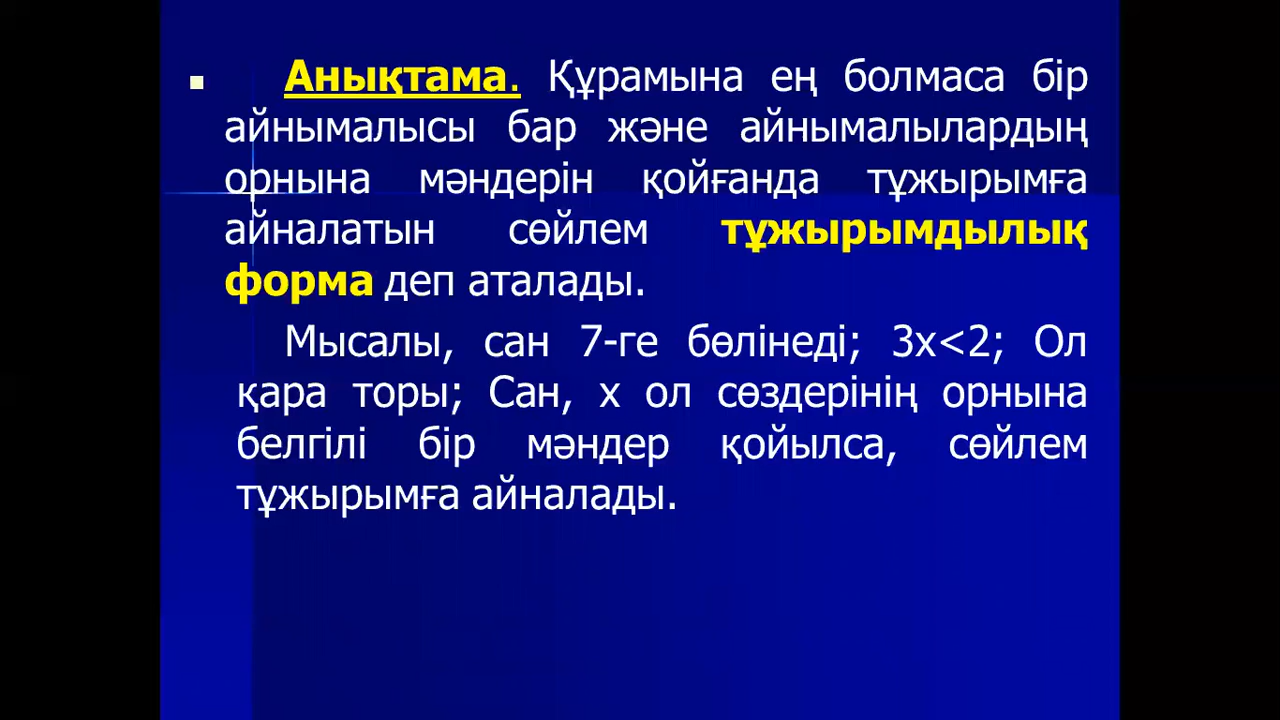 Анықтама. Құрамына ең болмаса бір
айнымалысы бар және айнымалылардың
орнына мәндерін қойғанда тұжырымға
айналатын сөйлем тұжырымдылық
форма деп аталады.
Мысалы, сан 7-ге бөлінеді; 3х<2; Ол
қара торы; Сан, х ол сөздерінің орнына
белгілі бір мәндер қойылса, сөйлем
тұжырымға айналады.